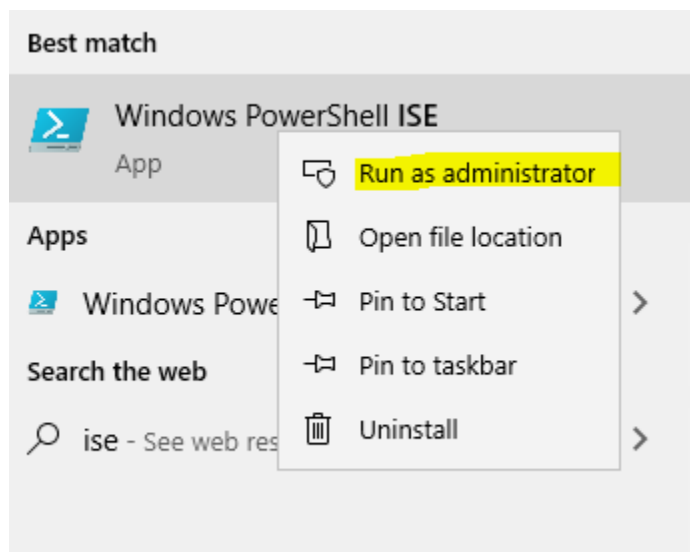 Best match
Windows PowerShell ISE
App
Run as administrator
Open file location
Apps
Windows Powe
Pin to Start
Search the web
Pin to taskbar
ise - See web res
Uninstall